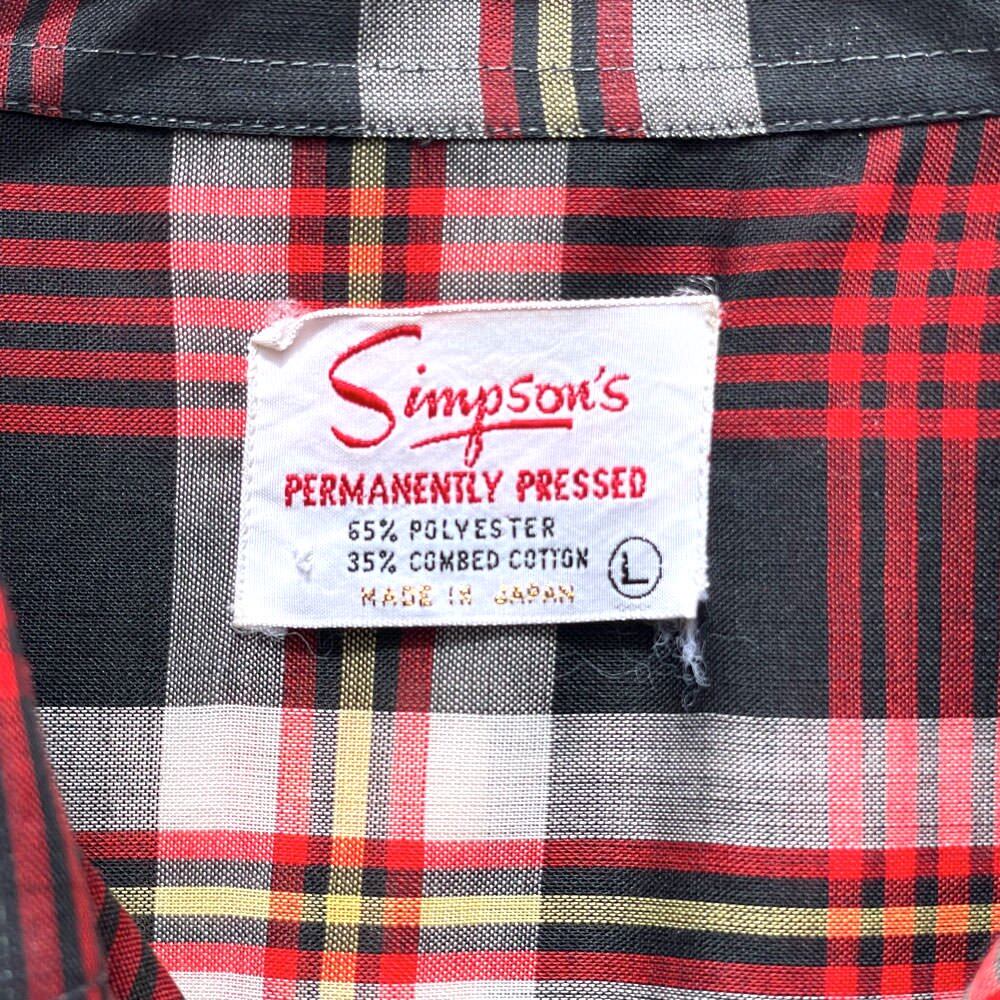 Simpson's
PERMANENTLY PRESSED
65% POLYESTER
35% COMBED COTTON
L
MADE IN JAPAN